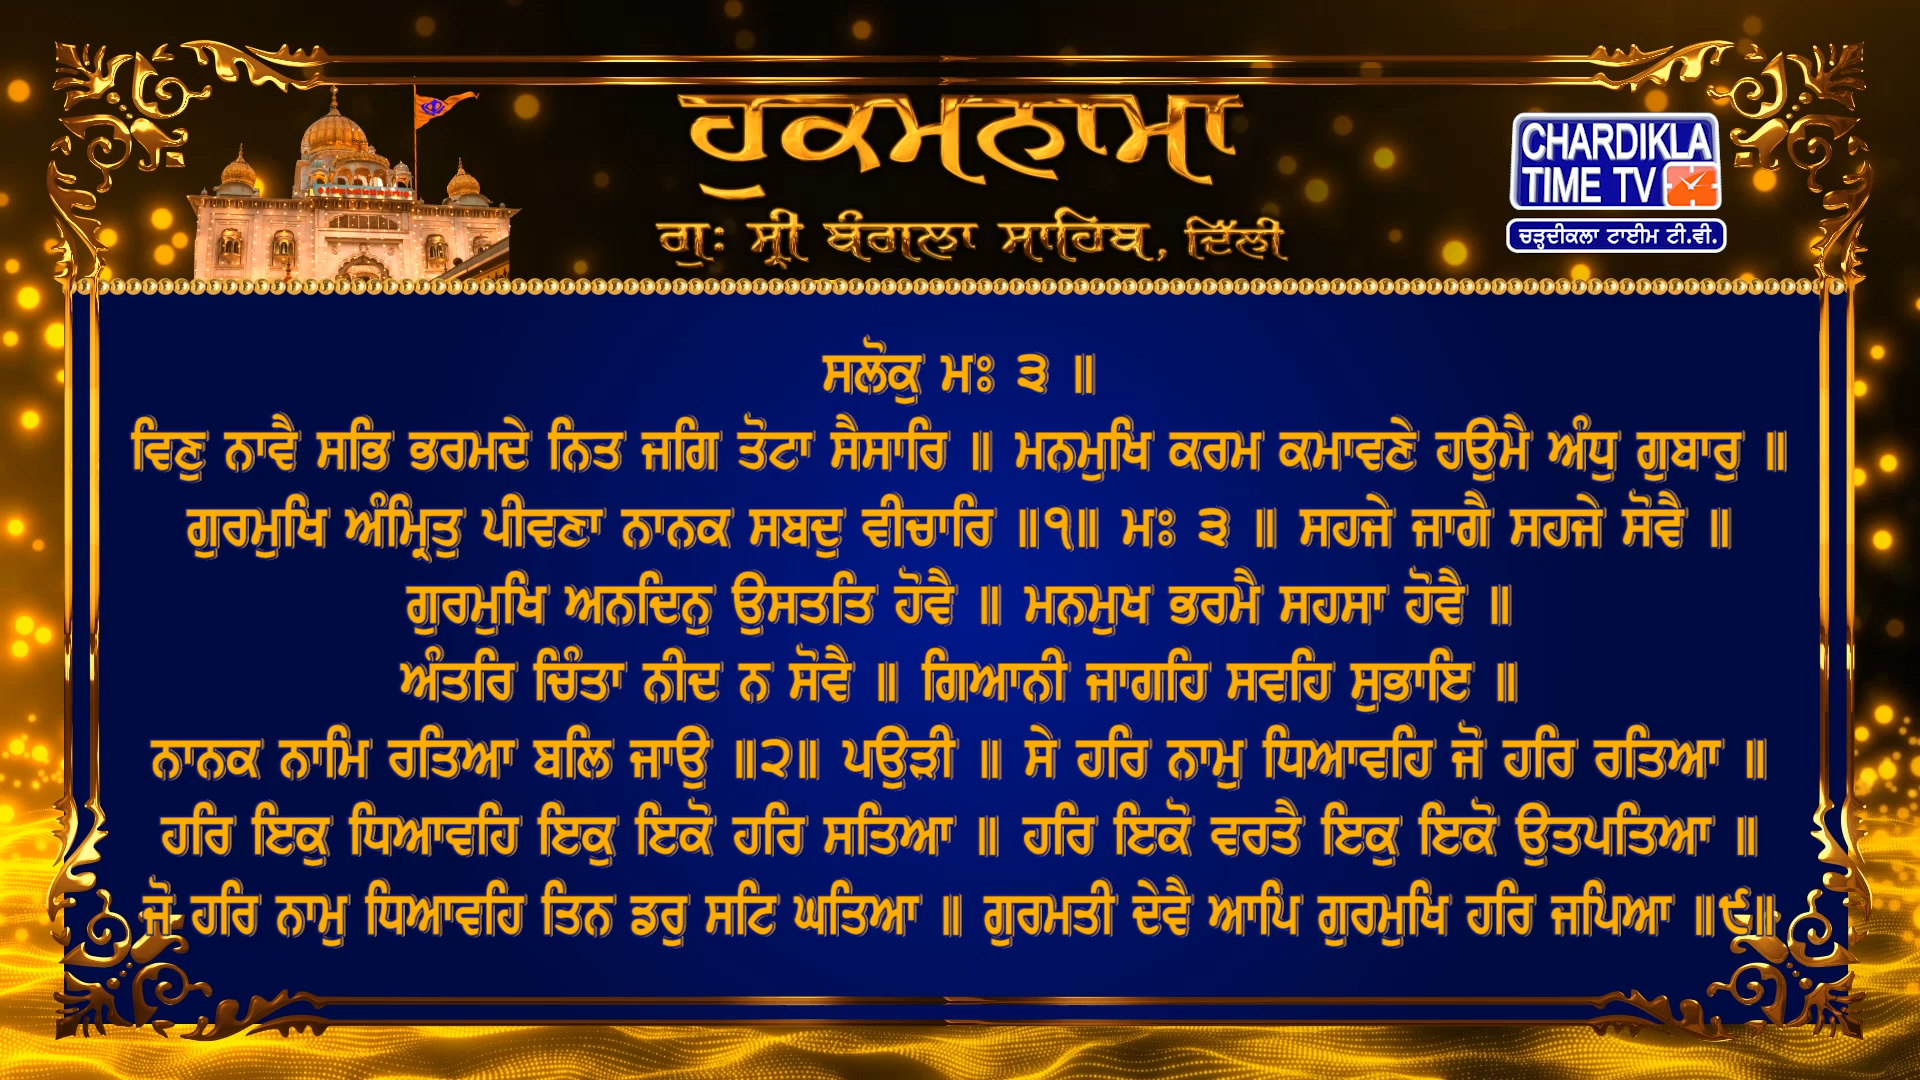 ਹੁਕਮਨਾਮਾ
ਗੁਃ ਸ੍ਰੀ ਬੰਗਲਾ ਸਾਹਿਬ, ਦਿੱਲੀ
CHARDIKLA
TIME TV
ਚੜ੍ਹਦੀਕਲਾ ਟਾਈਮ ਟੀ.ਵੀ.
ਸਲੋਕੁ ਮਃ ੩ ॥
ਵਿਣੁ ਨਾਵੈ ਸਭਿ ਭਰਮਦੇ ਨਿਤ ਜਗਿ ਤੋਟਾ ਸੈਸਾਰਿ ॥ ਮਨਮੁਖਿ ਕਰਮ ਕਮਾਵਣੇ ਹਉਮੈ ਅੰਧੁ ਗੁਬਾਰੁ ॥
ਗੁਰਮੁਖਿ ਅੰਮ੍ਰਿਤੁ ਪੀਵਣਾ ਨਾਨਕ ਸਬਦੁ ਵੀਚਾਰਿ ॥੧॥ ਮਃ ੩ ॥ ਸਹਜੇ ਜਾਗੈ ਸਹਜੇ ਸੋਵੈ ॥
ਗੁਰਮੁਖਿ ਅਨਦਿਨੁ ਉਸਤਤਿ ਹੋਵੈ ॥ ਮਨਮੁਖ ਭਰਮੈ ਸਹਸਾ ਹੋਵੈ ॥
ਅੰਤਰਿ ਚਿੰਤਾ ਨੀਦ ਨ ਸੋਵੈ ॥ ਗਿਆਨੀ ਜਾਗਹਿ ਸਵਹਿ ਸੁਭਾਇ ॥
ਨਾਨਕ ਨਾਮਿ ਰਤਿਆ ਬਲਿ ਜਾਉ ॥੨॥ ਪਉੜੀ ॥ ਸੇ ਹਰਿ ਨਾਮੁ ਧਿਆਵਹਿ ਜੋ ਹਰਿ ਰਤਿਆ ॥
ਹਰਿ ਇਕੁ ਧਿਆਵਹਿ ਇਕੁ ਇਕੋ ਹਰਿ ਸਤਿਆ ॥ ਹਰਿ ਇਕੋ ਵਰਤੈ ਇਕੁ ਇਕੋ ਉਤਪਤਿਆ ॥
ਜੋ ਹਰਿ ਨਾਮੁ ਧਿਆਵਹਿ ਤਿਨ ਡਰੁ ਸਟਿ ਘਤਿਆ ॥ ਗੁਰਮਤੀ ਦੇਵੈ ਆਪਿ ਗੁਰਮੁਖਿ ਹਰਿ ਜਪਿਆ ॥੯॥